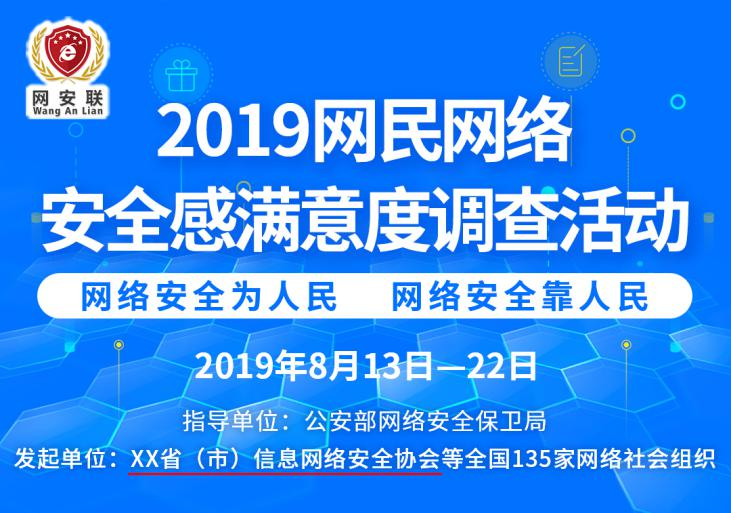 网安联
Wang An Lian
2019网民网络
安全感满意度调查活动
网络安全为人民 网络安全靠人民
2019年8月13日—22日
指导单位：公安部网络安全保卫局
发起单位：XX省（市）信息网络安全协会等全国135家网络社会组织